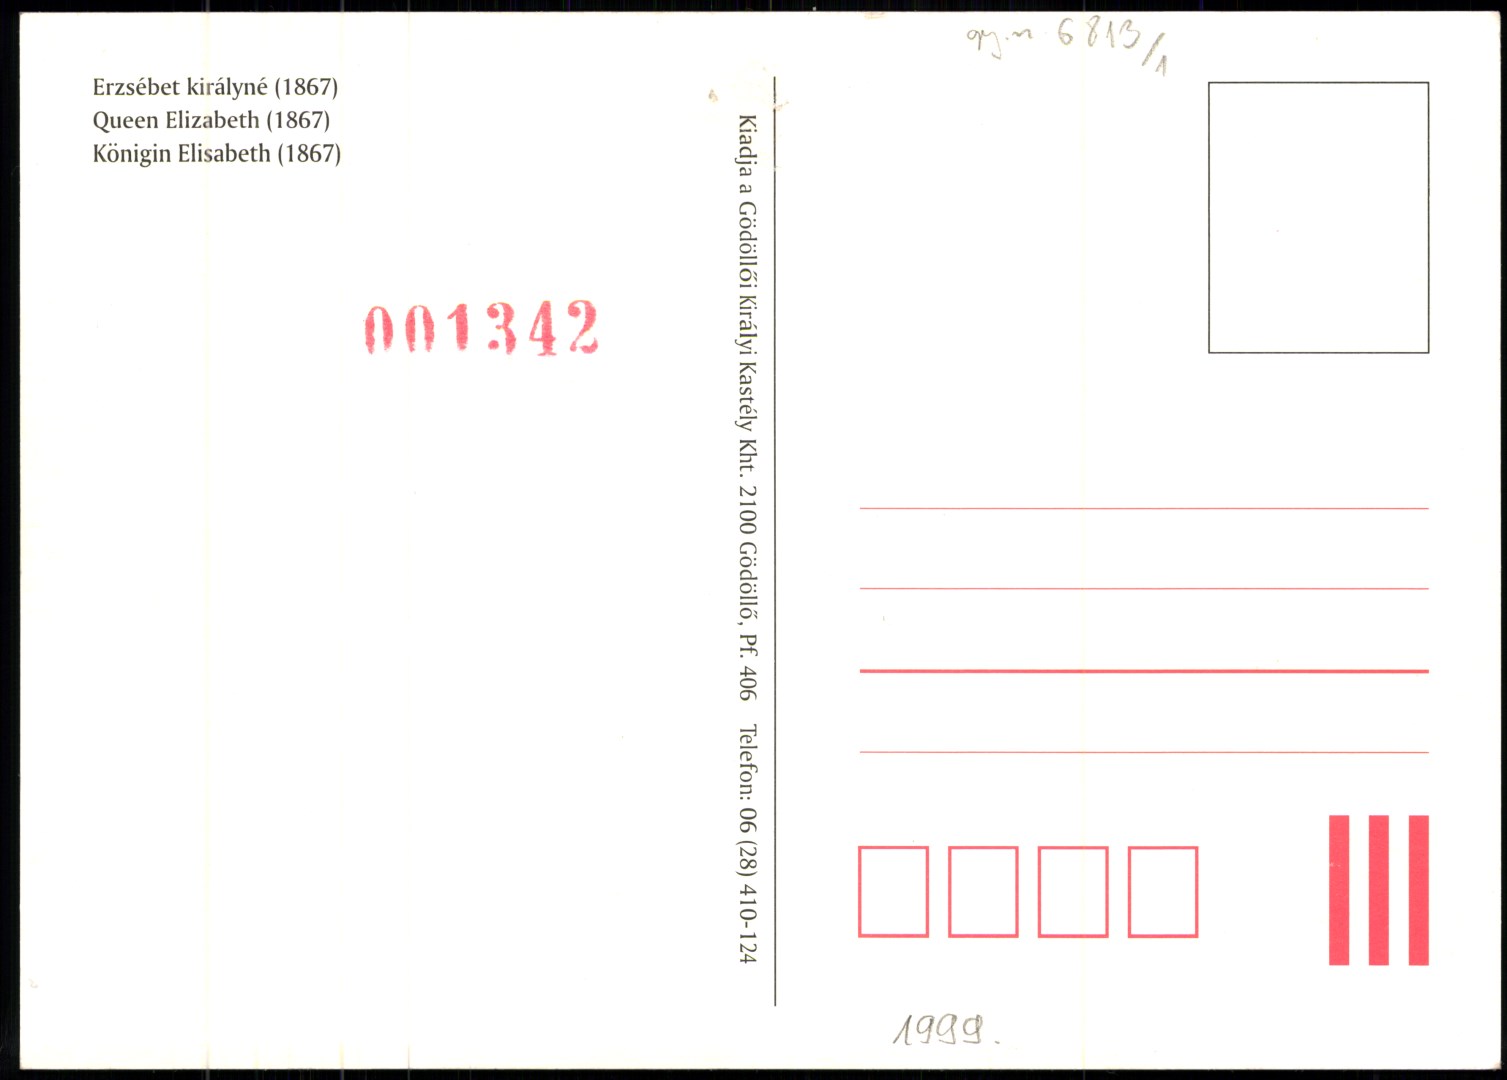 Erzsébet királyné (1867)
Queen Elizabeth (1867)
Königin Elisabeth (1867)
001342
Kiadja a Gödöllői Királyi Kastély Kht. 2100 Gödöllő, Pf. 406 Telefon: 06 (28) 410-124
6813/1
1999.